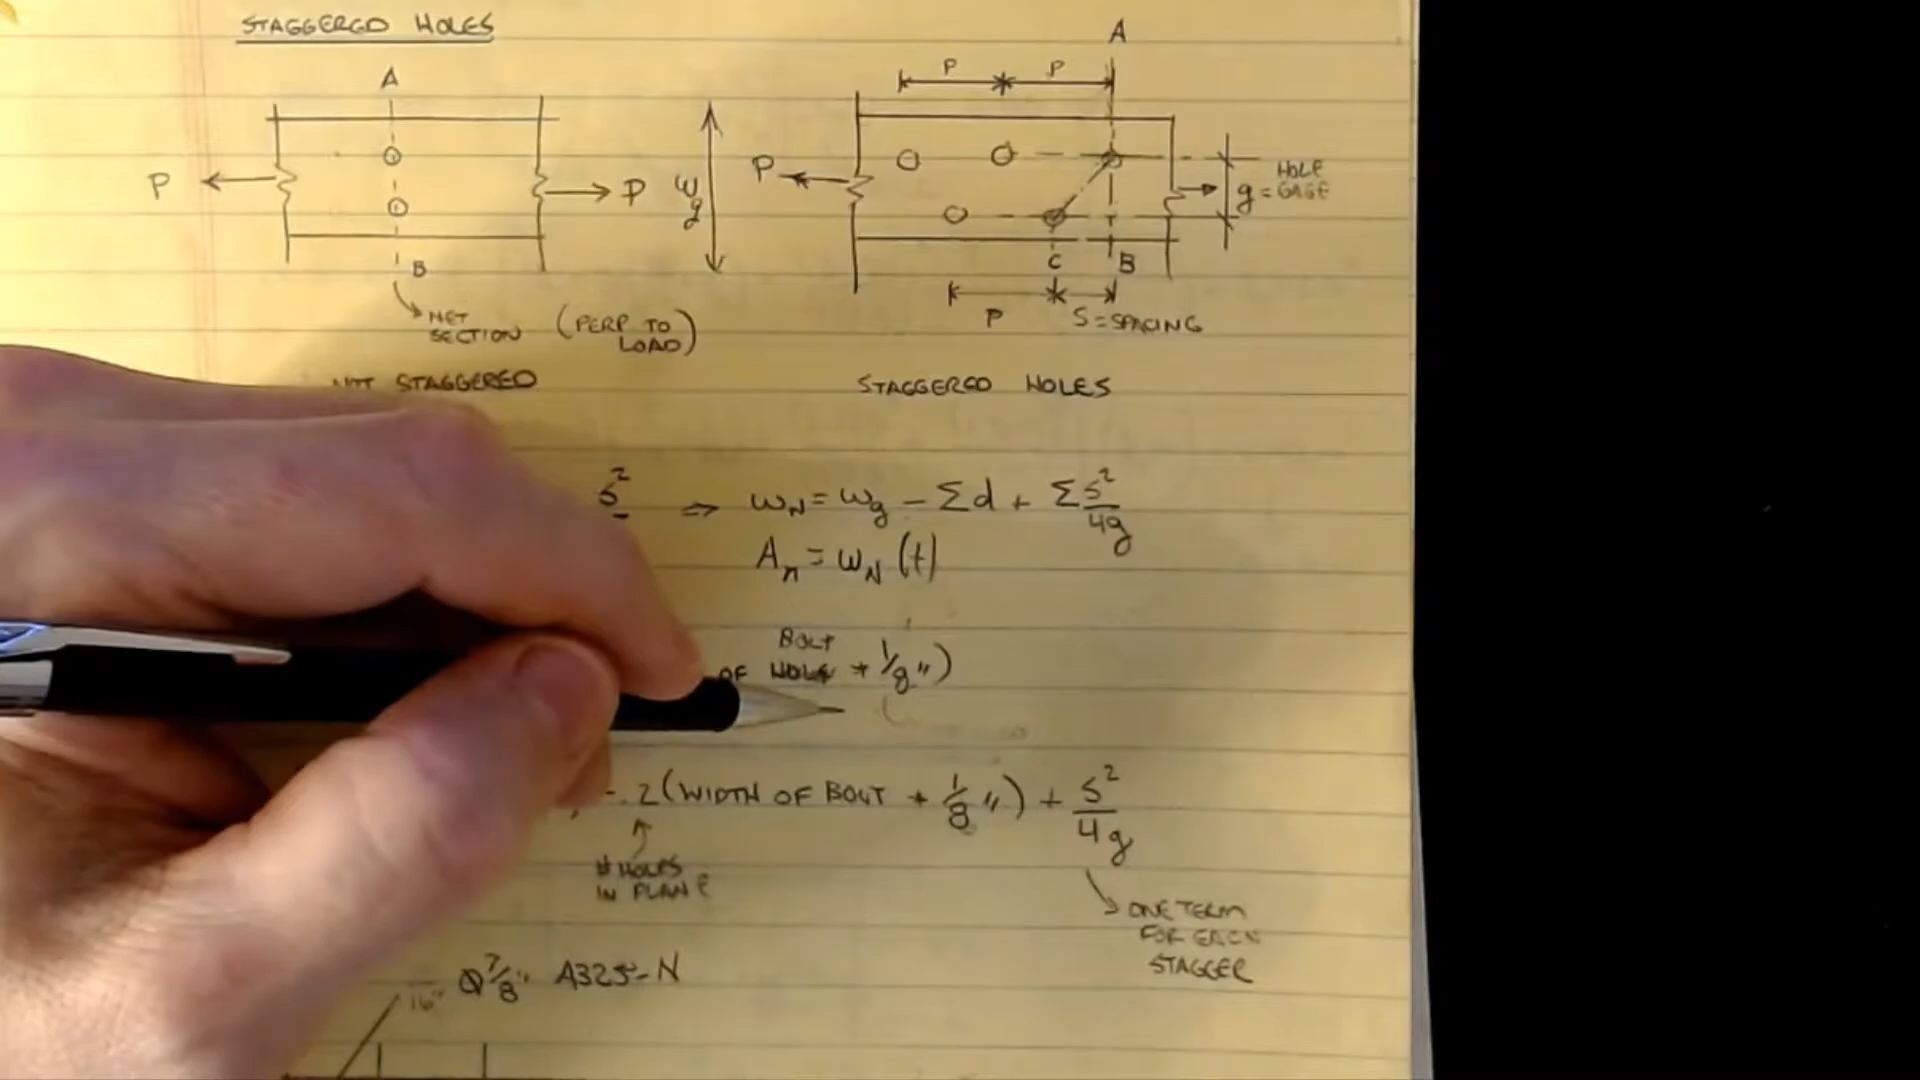 STAGGERED HOLES
A
A
P P
P P
w
g
P
g = HOLE GAGE
B
C B
NET SECTION (PERP TO LOAD)
P S = SPACING
STAGGERED
STAGGERED HOLES
s²
⇒ wN = wg - Σd + Σ s²/4g
An = wN (t)
BOLT
OF HOLE + 1/8")
- 2 (WIDTH OF BOLT + 1/8") + s²/4g
# HOLES
IN PLANE
ONE TERM
FOR EACH
STAGGER
16" Ø 7/8" A325-N